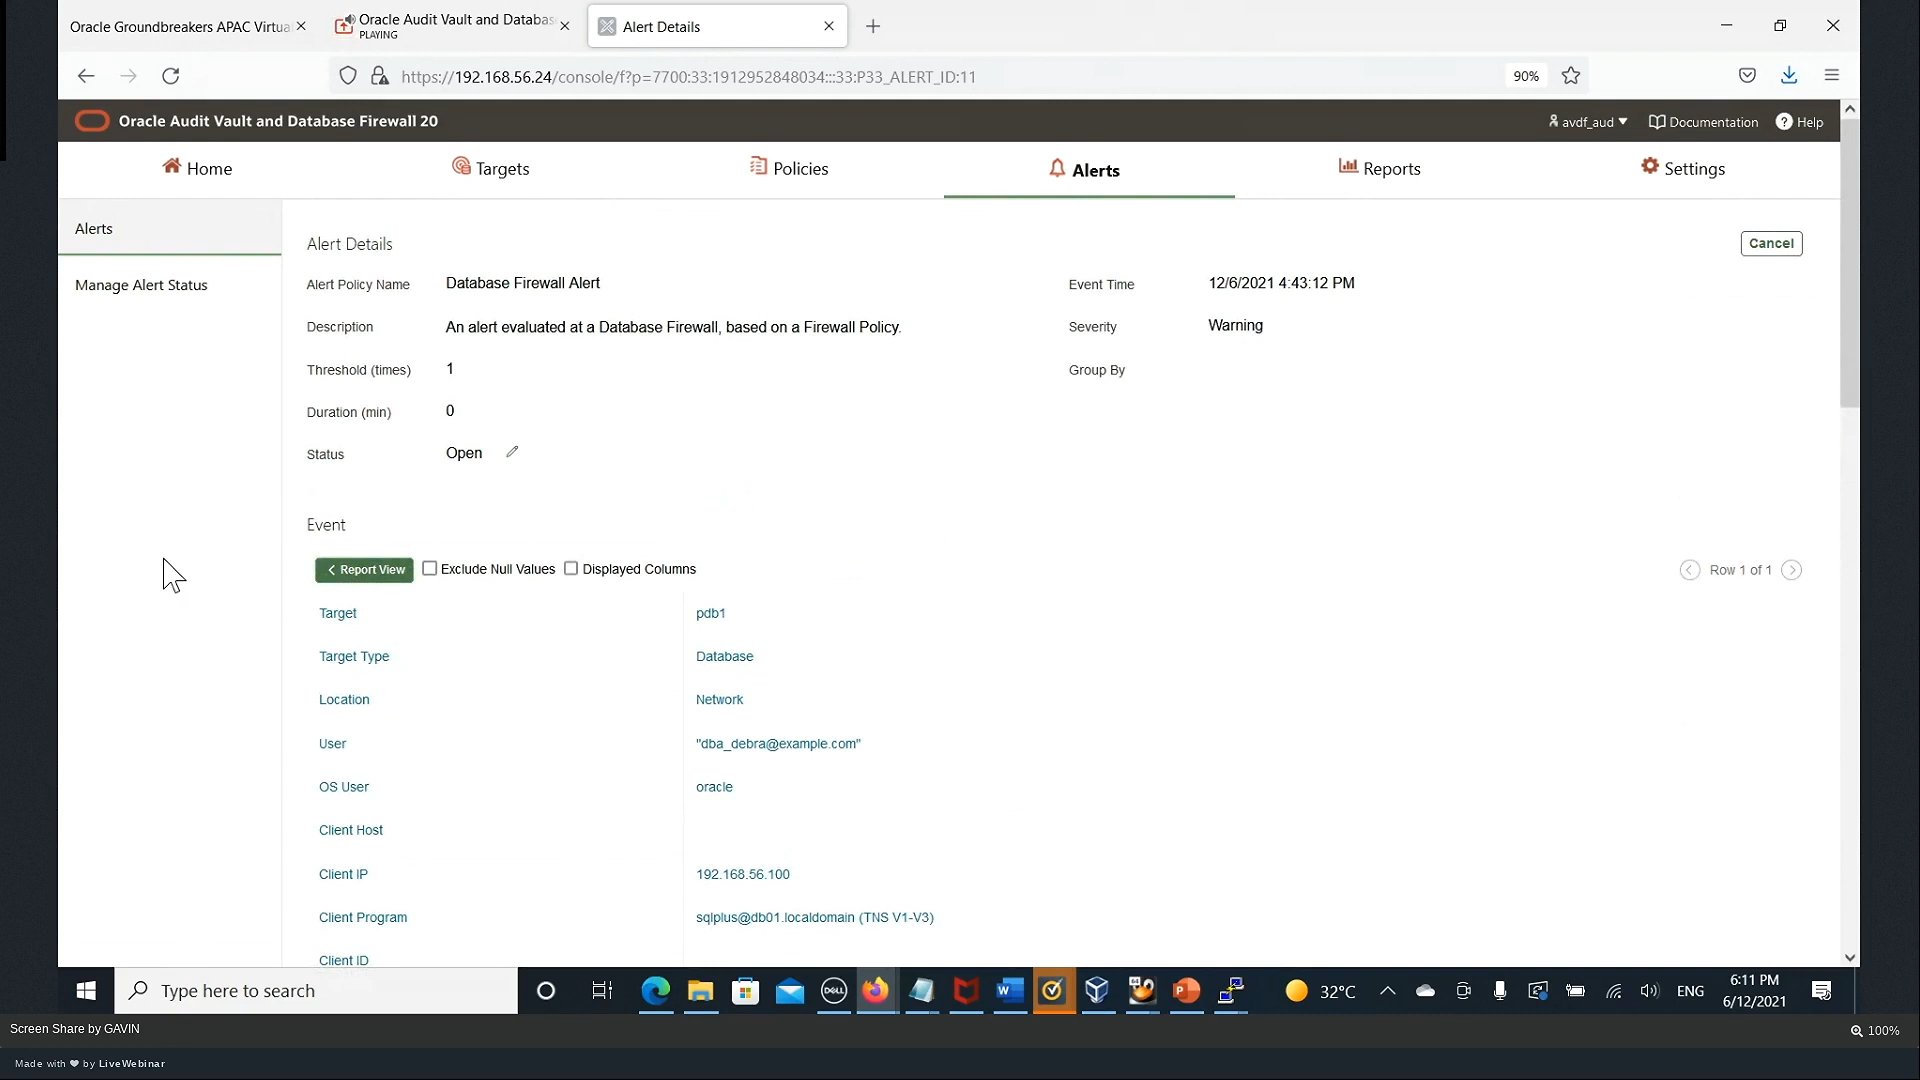 Oracle Groundbreakers APAC Virtua
Oracle Audit Vault and Databas
PLAYING
Alert Details
https://192.168.56.24/console/f?p=7700:33:1912952848034:::33:P33_ALERT_ID:11
90%
Oracle Audit Vault and Database Firewall 20
avdf_aud
Documentation
? Help
Home
Targets
Policies
Alerts
Reports
Settings
Alerts
Manage Alert Status
Alert Details
Cancel
Alert Policy Name Database Firewall Alert
Event Time 12/6/2021 4:43:12 PM
Description An alert evaluated at a Database Firewall, based on a Firewall Policy.
Severity Warning
Threshold (times) 1
Group By
Duration (min) 0
Status Open
Event
< Report View
Exclude Null Values
Displayed Columns
Row 1 of 1
Target pdb1
Target Type Database
Location Network
User "dba_debra@example.com"
OS User oracle
Client Host
Client IP 192.168.56.100
Client Program sqlplus@db01.localdomain (TNS V1-V3)
Client ID
Type here to search
DELL
32°C
ENG
6:11 PM
6/12/2021
Screen Share by GAVIN
100%
Made with ❤ by LiveWebinar